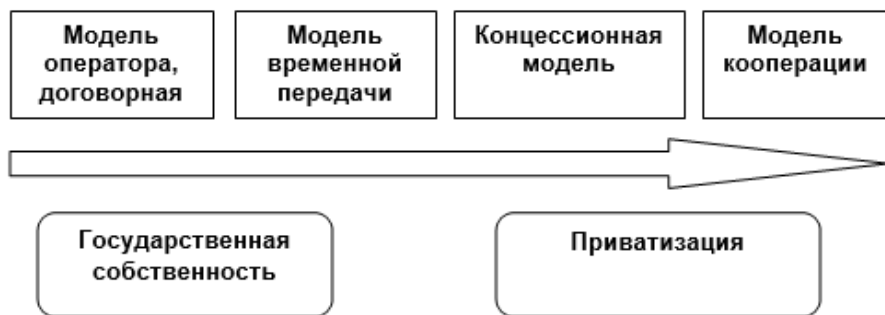 Модель
оператора,
договорная
Модель
временной
передачи
Концессионная
модель
Модель
кооперации
Государственная
собственность
Приватизация